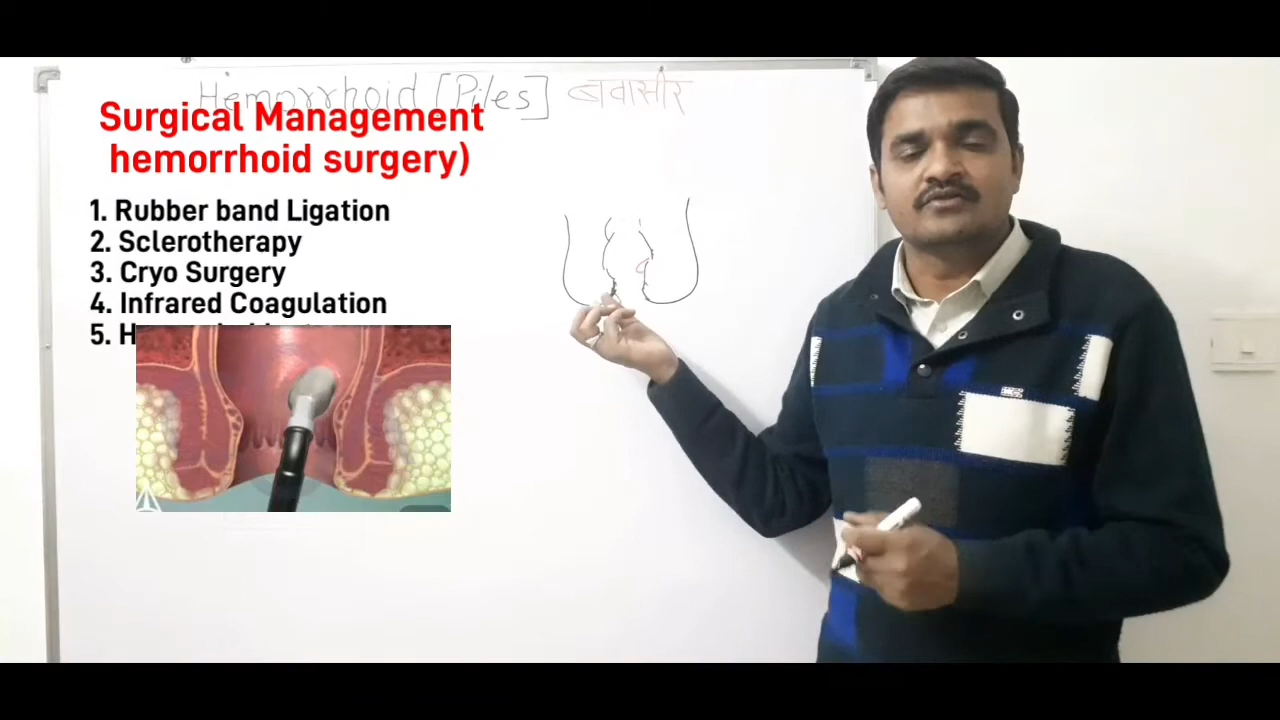 Hemorrhoid [Piles] बवासीर
Surgical Management
hemorrhoid surgery)
1. Rubber band Ligation
2. Sclerotherapy
3. Cryo Surgery
4. Infrared Coagulation
5.